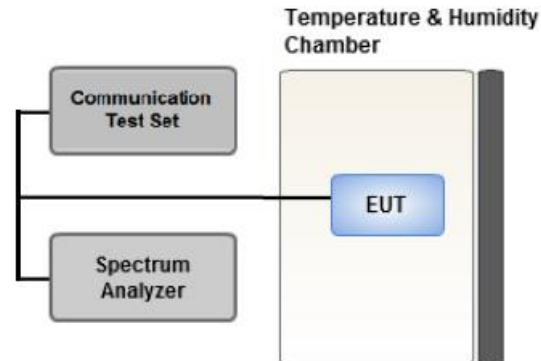 Temperature & Humidity
Chamber
Communication
Test Set
EUT
Spectrum
Analyzer